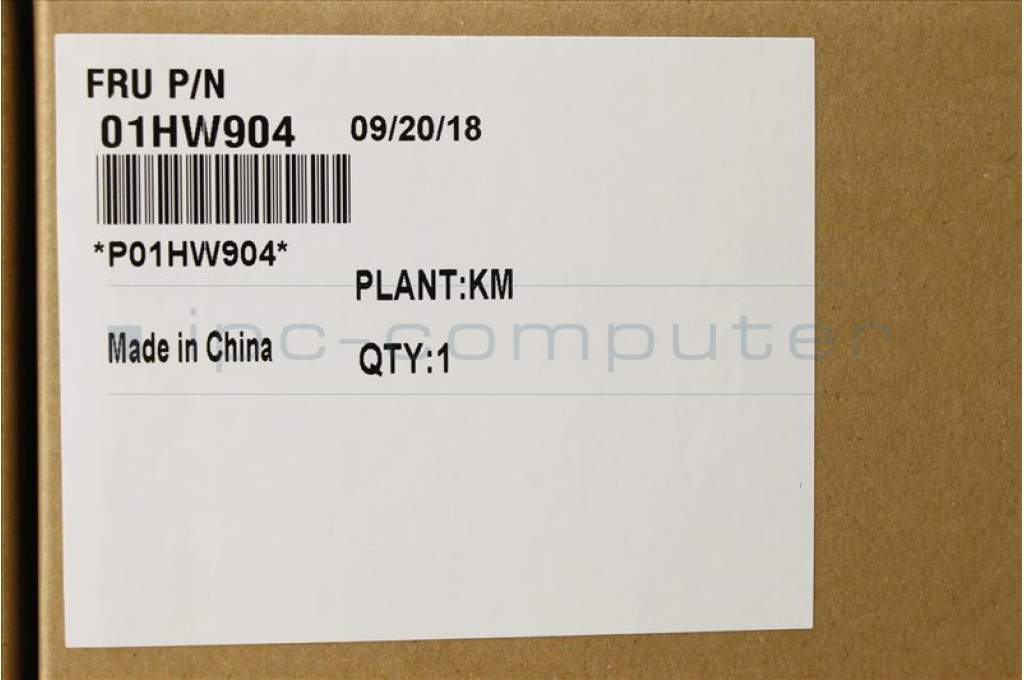 FRU P/N
01HW904 09/20/18
*P01HW904*
PLANT:KM
Made in China QTY:1
ipc-computer